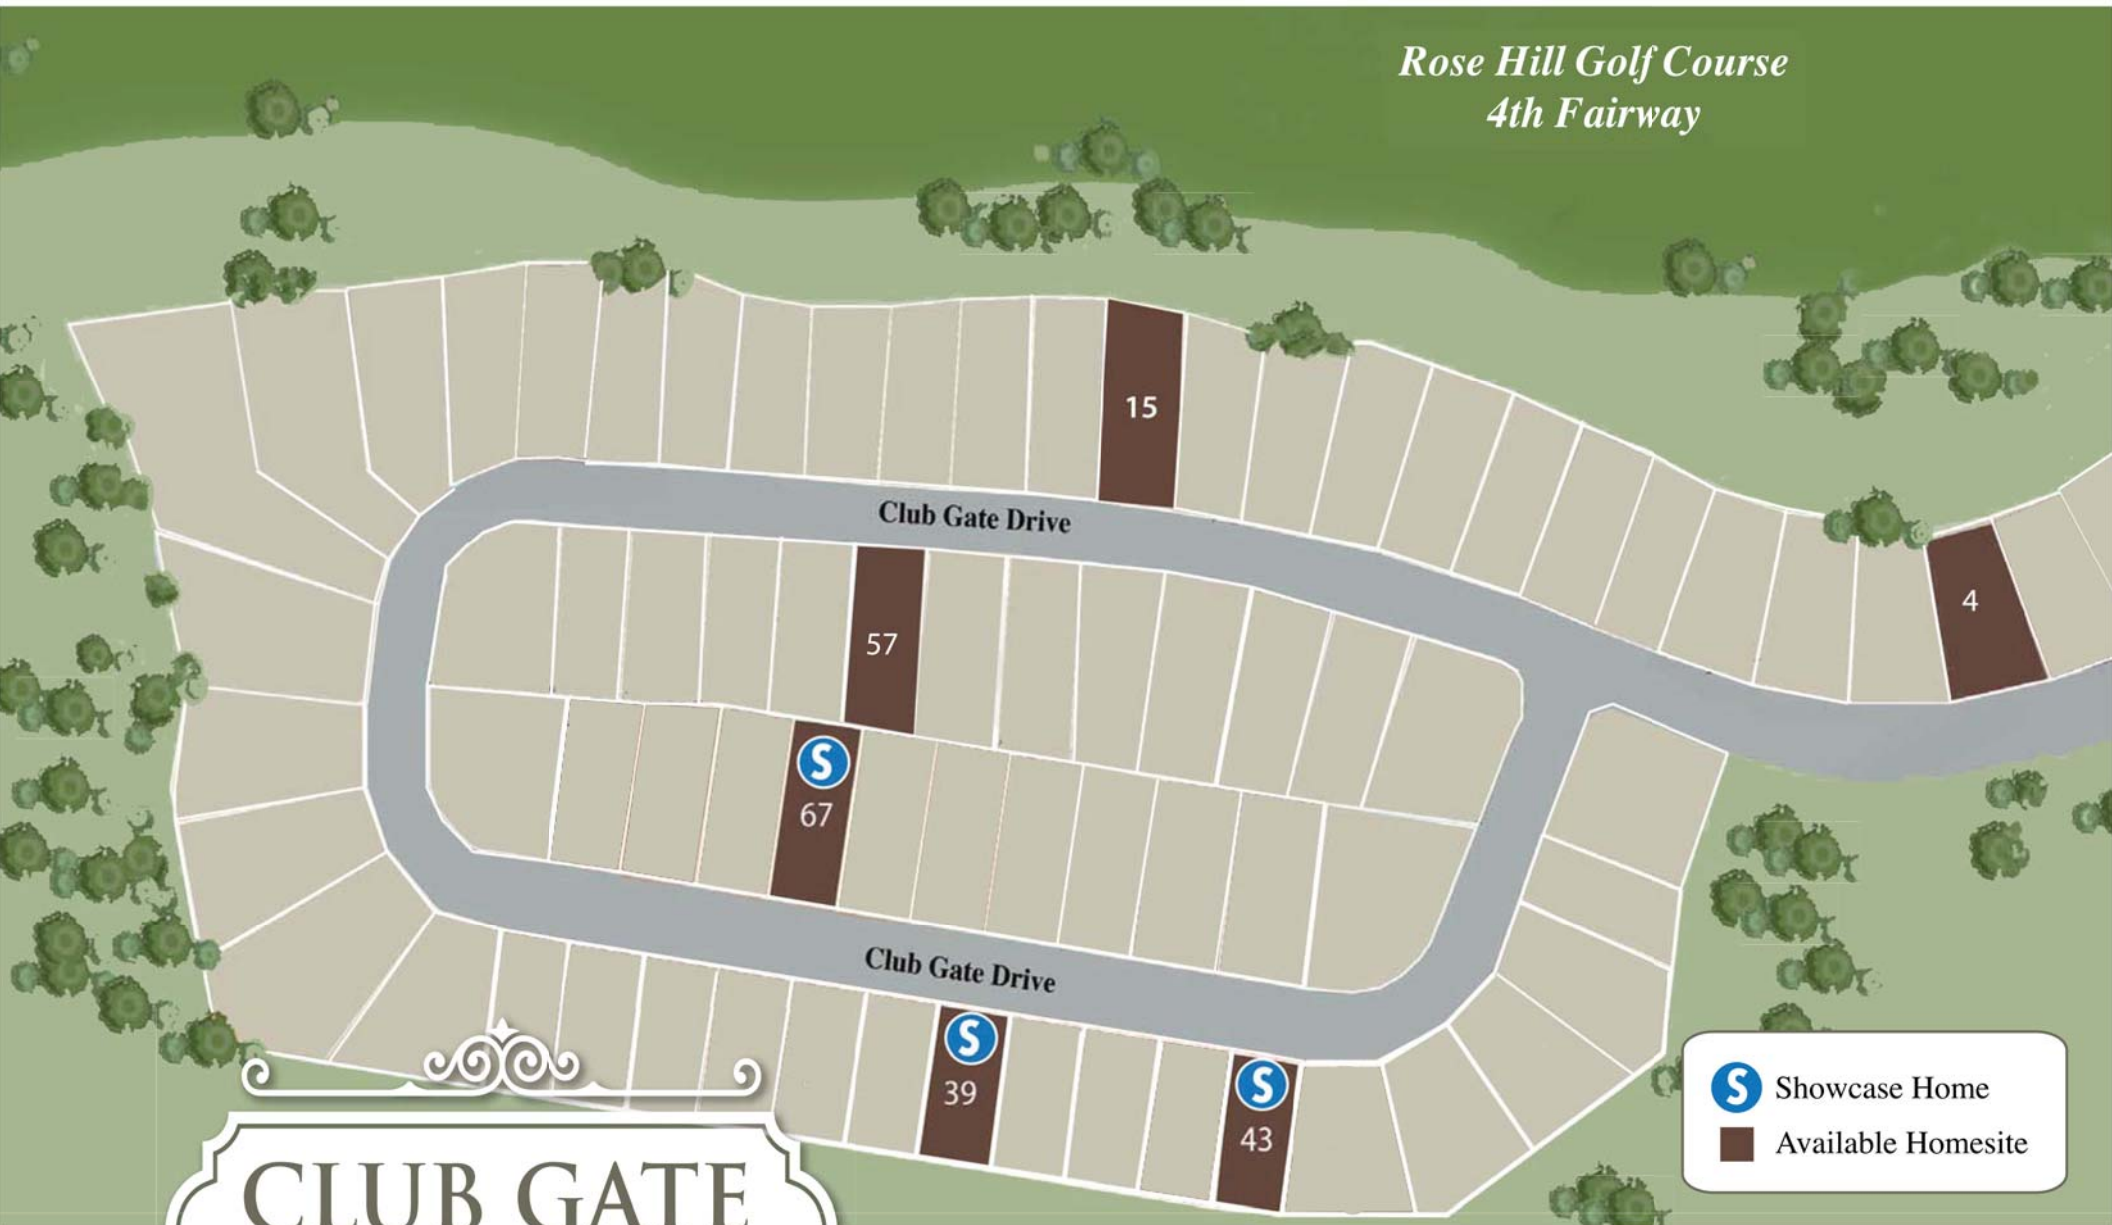 Rose Hill Golf Course
4th Fairway
15
Club Gate Drive
4
57
S
67
Club Gate Drive
S
39
S
43
S Showcase Home
Available Homesite
CLUB GATE